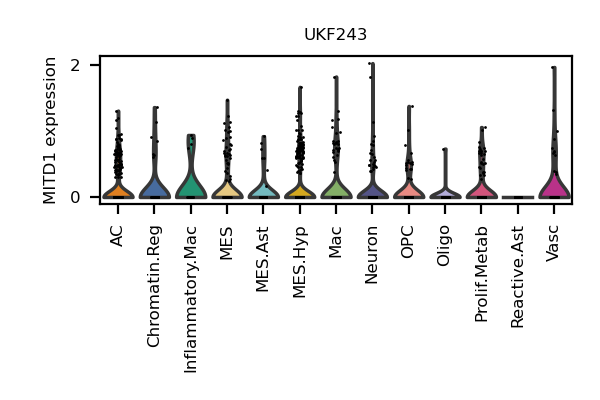 UKF243
MITD1 expression
2
0
AC
Chromatin.Reg
Inflammatory.Mac
MES
MES.Ast
MES.Hyp
Mac
Neuron
OPC
Oligo
Prolif.Metab
Reactive.Ast
Vasc